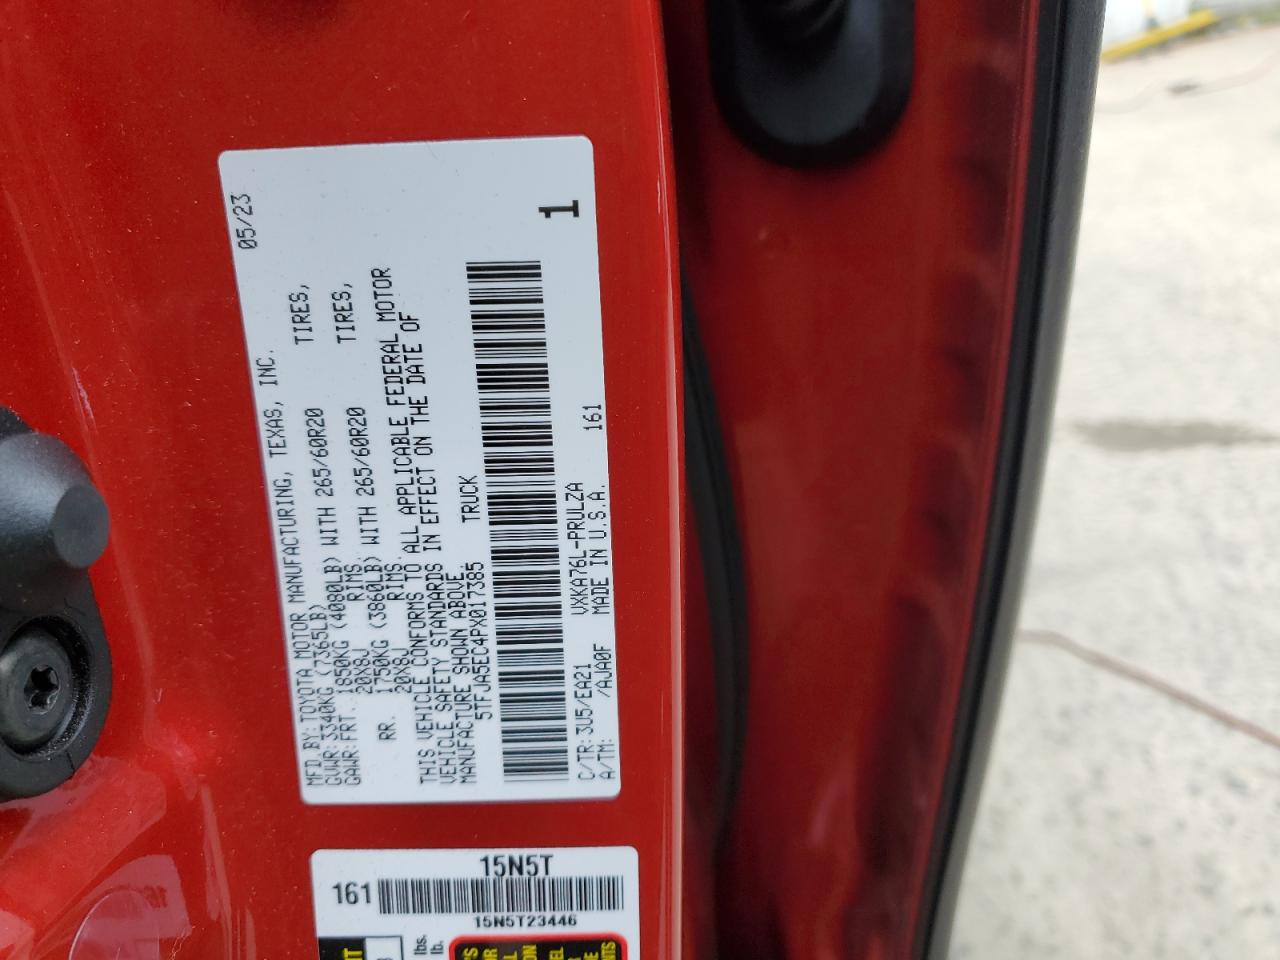 MFD.BY:TOYOTA MOTOR MANUFACTURING, TEXAS, INC. 05/23
GVWR:3340KG (7365LB)
GAWR:FRT. 1850KG (4080LB) WITH 265/60R20 TIRES,
20X8J RIMS.
RR. 1750KG (3860LB) WITH 265/60R20 TIRES,
20X8J RIMS.
THIS VEHICLE CONFORMS TO ALL APPLICABLE FEDERAL MOTOR
VEHICLE SAFETY STANDARDS IN EFFECT ON THE DATE OF
MANUFACTURE SHOWN ABOVE.
5TFJA5EC4PX017385 TRUCK
1
C/TR:3U5/EA21 VXKA76L-PRULZA 161
A/TM: /AJA0F MADE IN U.S.A.
15N5T
161
15N5T23446
lbs.
lb.